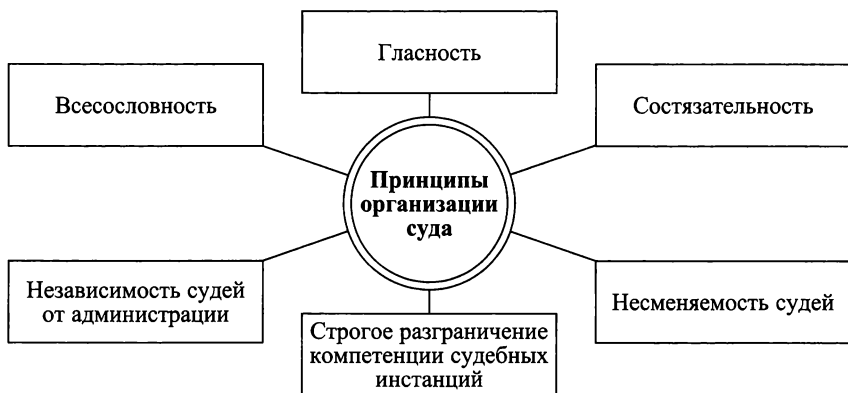 Гласность
Всесословность
Состязательность
Принципы
организации
суда
Независимость судей
от администрации
Несменяемость судей
Строгое разграничение
компетенции судебных
инстанций